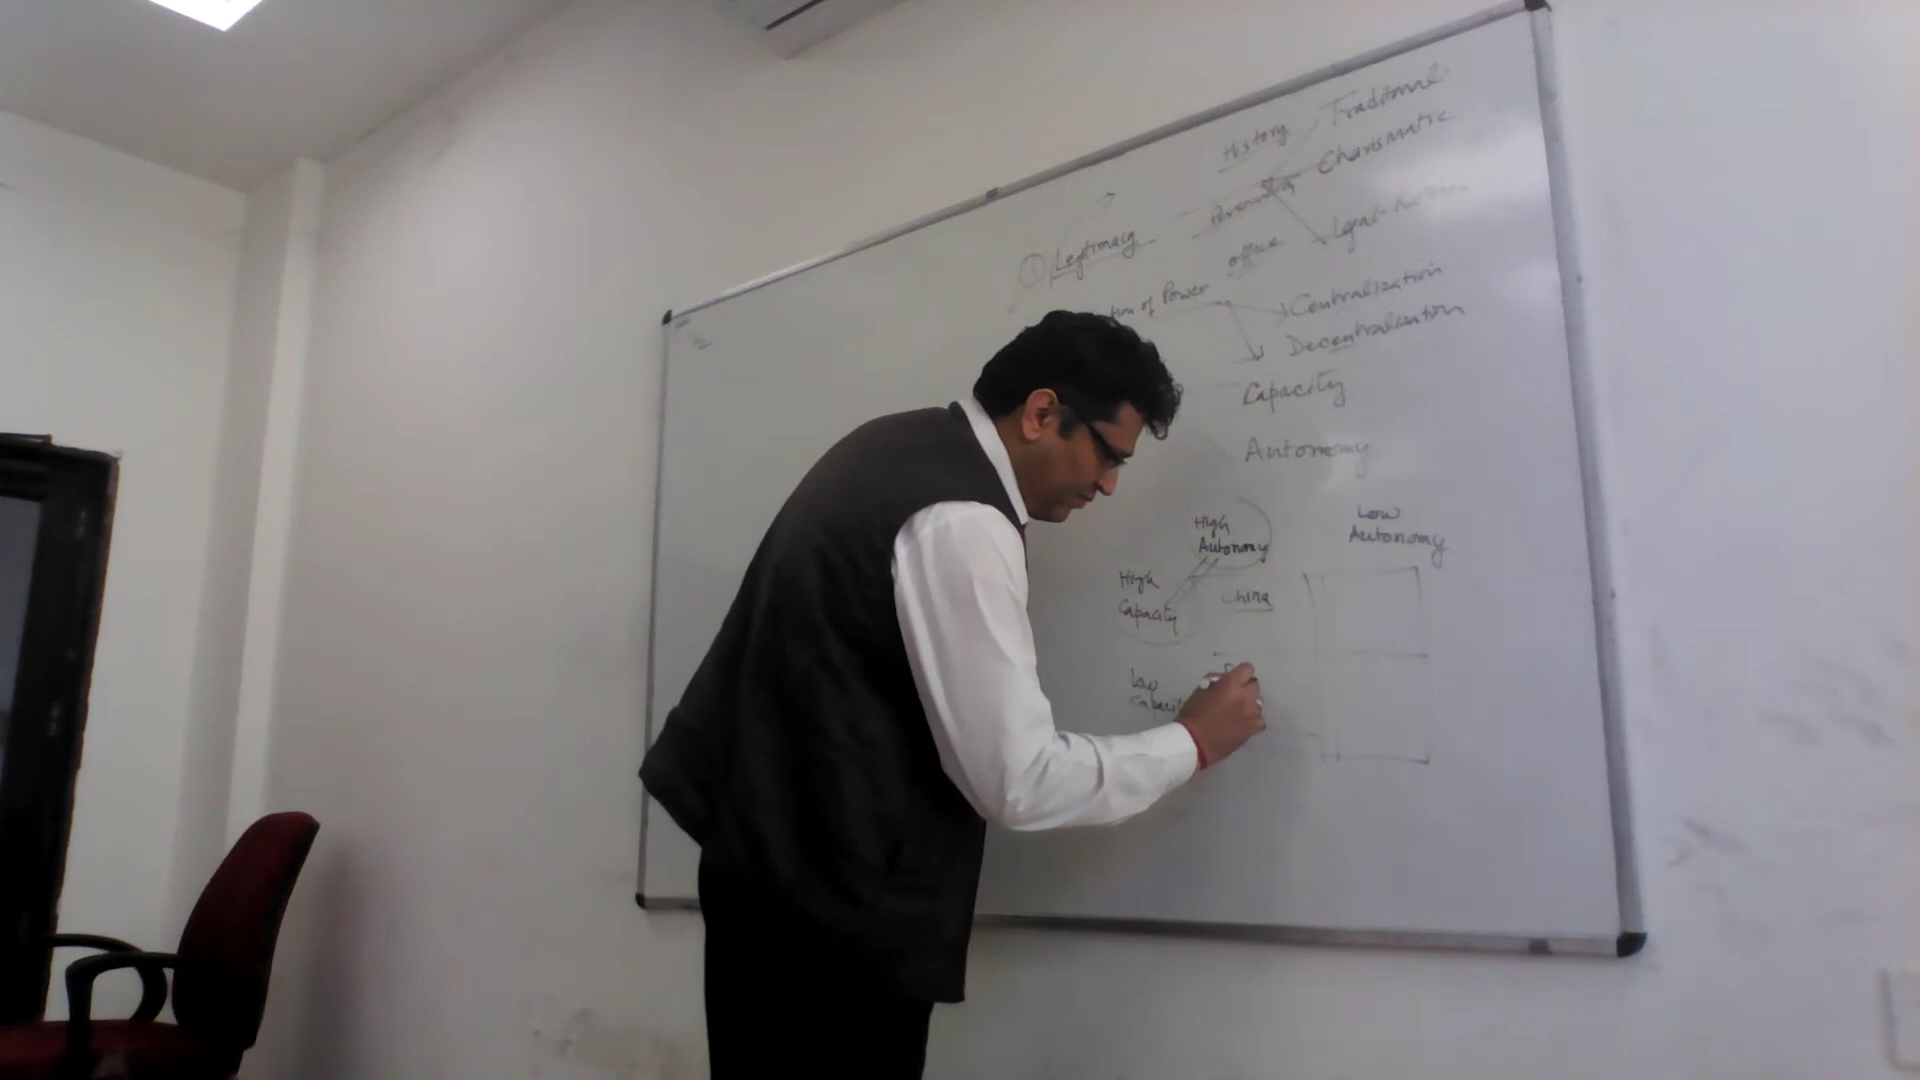 History
Traditional
Charismatic
① Legitimacy
Legal-
office
of Power
Centralization
Decentralization
Capacity
Autonomy
High
Autonomy
Low
Autonomy
High
Capacity
China
Low